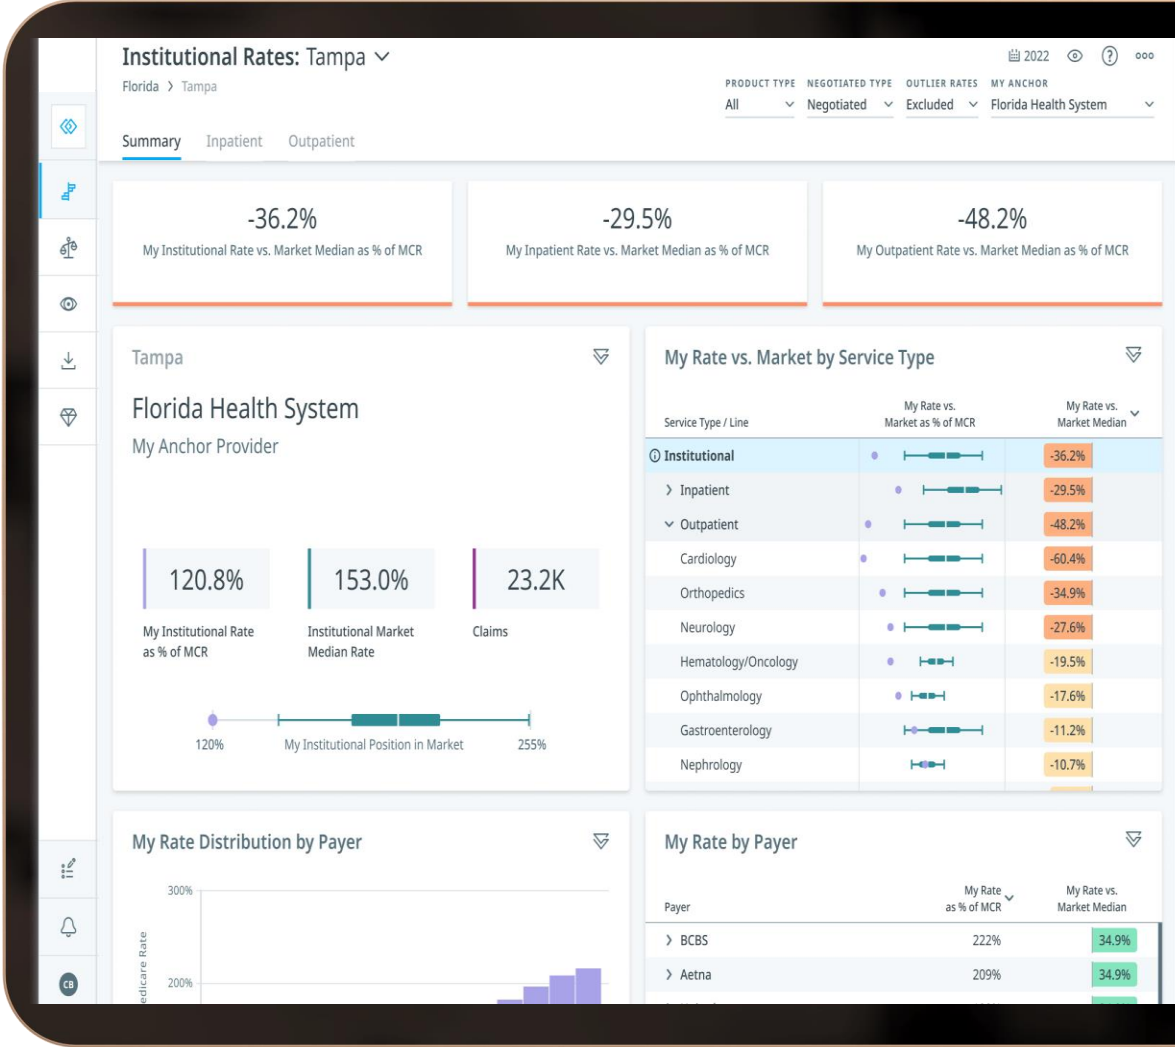 Institutional Rates: Tampa
2022
Florida > Tampa
PRODUCT TYPE NEGOTIATED TYPE OUTLIER RATES MY ANCHOR
All Negotiated Excluded Florida Health System
Summary Inpatient Outpatient
-36.2%
My Institutional Rate vs. Market Median as % of MCR
-29.5%
My Inpatient Rate vs. Market Median as % of MCR
-48.2%
My Outpatient Rate vs. Market Median as % of MCR
Tampa
Florida Health System
My Anchor Provider
120.8%
My Institutional Rate
as % of MCR
153.0%
Institutional Market
Median Rate
23.2K
Claims
120% My Institutional Position in Market 255%
My Rate vs. Market by Service Type
Service Type / Line
My Rate vs.
Market as % of MCR
My Rate vs.
Market Median
Institutional -36.2%
Inpatient -29.5%
Outpatient -48.2%
Cardiology -60.4%
Orthopedics -34.9%
Neurology -27.6%
Hematology/Oncology -19.5%
Ophthalmology -17.6%
Gastroenterology -11.2%
Nephrology -10.7%
My Rate Distribution by Payer
300%
200%
Rate
My Rate by Payer
Payer
My Rate
as % of MCR
My Rate vs.
Market Median
BCBS 222% 34.9%
Aetna 209% 34.9%
CB